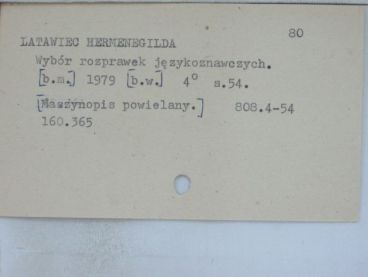 80
LATAWIEC HERMENEGILDA
Wybór rozprawek językoznawczych.
[b.m.] 1979 [b.w.] 4° s.54.
[Maszynopis powielany.] 808.4-54
160.365